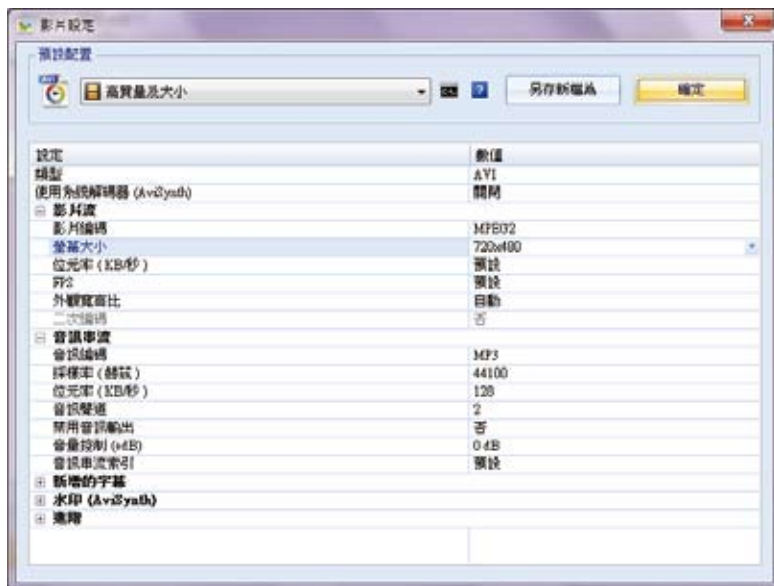 影片設定
預設配置
高質量及大小
另存新檔為
確定
設定 數值
類型 AVI
使用系統解碼器 (AviSynth) 關閉
影片流
影片編碼 MPEG2
螢幕大小 720x480
位元率 (KB/秒) 預設
FPS 預設
外觀寬高比 自動
二次編碼 否
音訊串流
音訊編碼 MP3
採樣率 (赫茲) 44100
位元率 (KB/秒) 128
音訊聲道 2
禁用音訊輸出 否
音量控制 (+dB) 0 dB
音訊串流索引 預設
新增的字幕
水印 (AviSynth)
進階